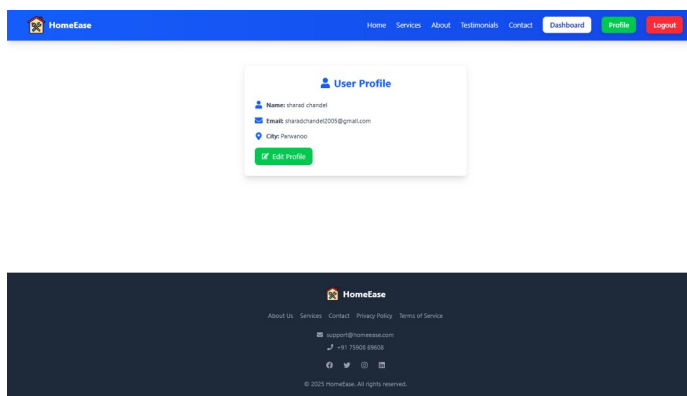 HomeEase
Home Services About Testimonials Contact Dashboard Profile Logout
User Profile
Name: sharad chandel
Email: sharadchandel2005@gmail.com
City: Parwanoo
Edit Profile
HomeEase
About Us Services Contact Privacy Policy Terms of Service
support@homeease.com
+91 75908 89608
© 2025 HomeEase. All rights reserved.